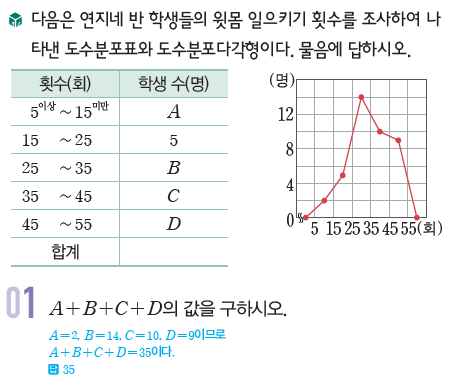 다음은 연지네 반 학생들의 윗몸 일으키기 횟수를 조사하여 나
타낸 도수분포표와 도수분포다각형이다. 물음에 답하시오.
횟수(회) 학생 수(명)
5이상 ~ 15미만 A
15 ~ 25 5
25 ~ 35 B
35 ~ 45 C
45 ~ 55 D
합계
(명)
12
8
4
0
5 15 25 35 45 55(회)
01 A+B+C+D의 값을 구하시오.
A=2, B=14, C=10, D=9이므로
A+B+C+D=35이다.
답 35